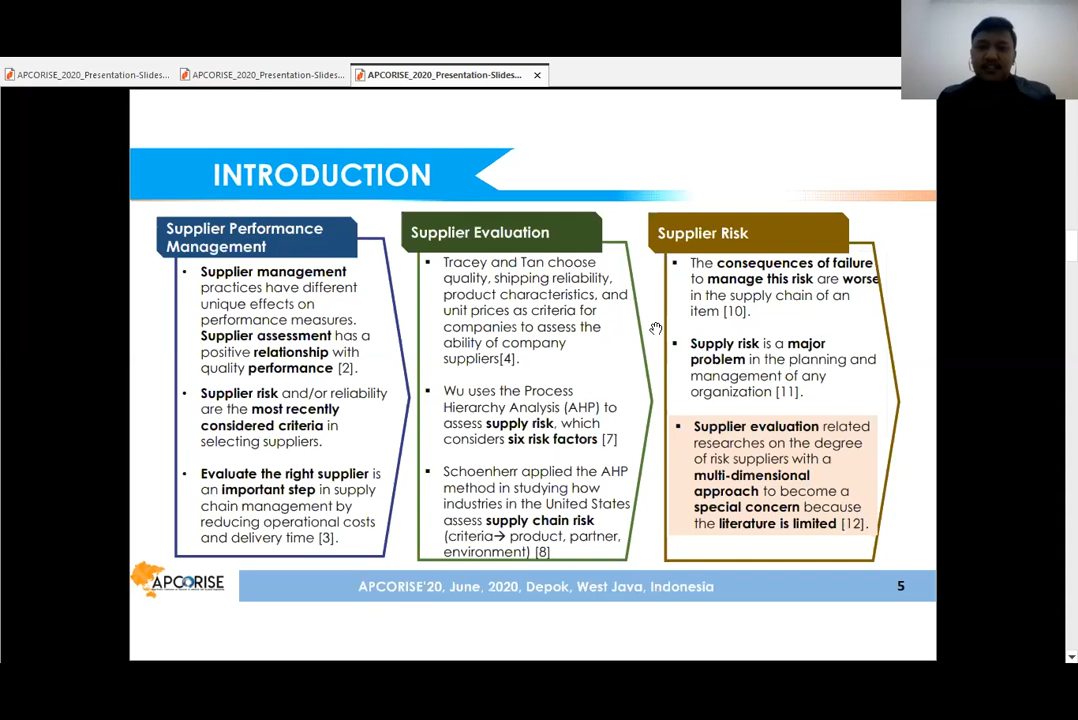 APCORISE_2020_Presentation-Slides...
APCORISE_2020_Presentation-Slides...
APCORISE_2020_Presentation-Slides...
INTRODUCTION
Supplier Performance
Management
• Supplier management
practices have different
unique effects on
performance measures.
Supplier assessment has a
positive relationship with
quality performance [2].
• Supplier risk and/or reliability
are the most recently
considered criteria in
selecting suppliers.
• Evaluate the right supplier is
an important step in supply
chain management by
reducing operational costs
and delivery time [3].
Supplier Evaluation
▪ Tracey and Tan choose
quality, shipping reliability,
product characteristics, and
unit prices as criteria for
companies to assess the
ability of company
suppliers[4].
▪ Wu uses the Process
Hierarchy Analysis (AHP) to
assess supply risk, which
considers six risk factors [7]
▪ Schoenherr applied the AHP
method in studying how
industries in the United States
assess supply chain risk
(criteria→ product, partner,
environment) [8]
Supplier Risk
▪ The consequences of failure
to manage this risk are worse
in the supply chain of an
item [10].
▪ Supply risk is a major
problem in the planning and
management of any
organization [11].
▪ Supplier evaluation related
researches on the degree
of risk suppliers with a
multi-dimensional
approach to become a
special concern because
the literature is limited [12].
APCORISE
APCORISE'20, June, 2020, Depok, West Java, Indonesia
5